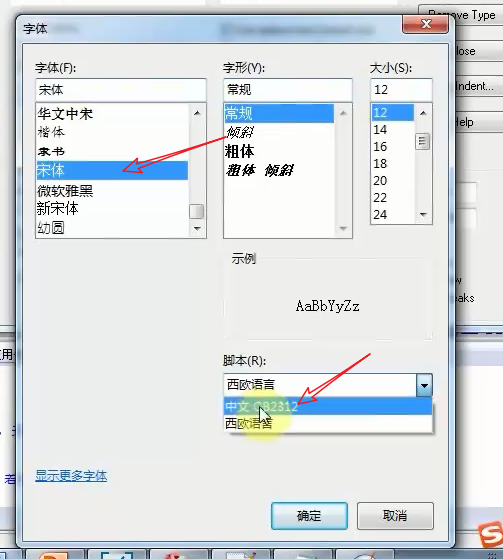 字体
Remove Type
lose
Indent...
Help
字体(F):
宋体
华文中宋
楷体
隶书
宋体
微软雅黑
新宋体
幼圆
字形(Y):
常规
常规
倾斜
粗体
粗体 倾斜
大小(S):
12
12
14
16
18
20
22
24
示例
AaBbYyZz
脚本(R):
西欧语言
中文 GB2312
西欧语言
显示更多字体
确定
取消
w
eaks
使用
若